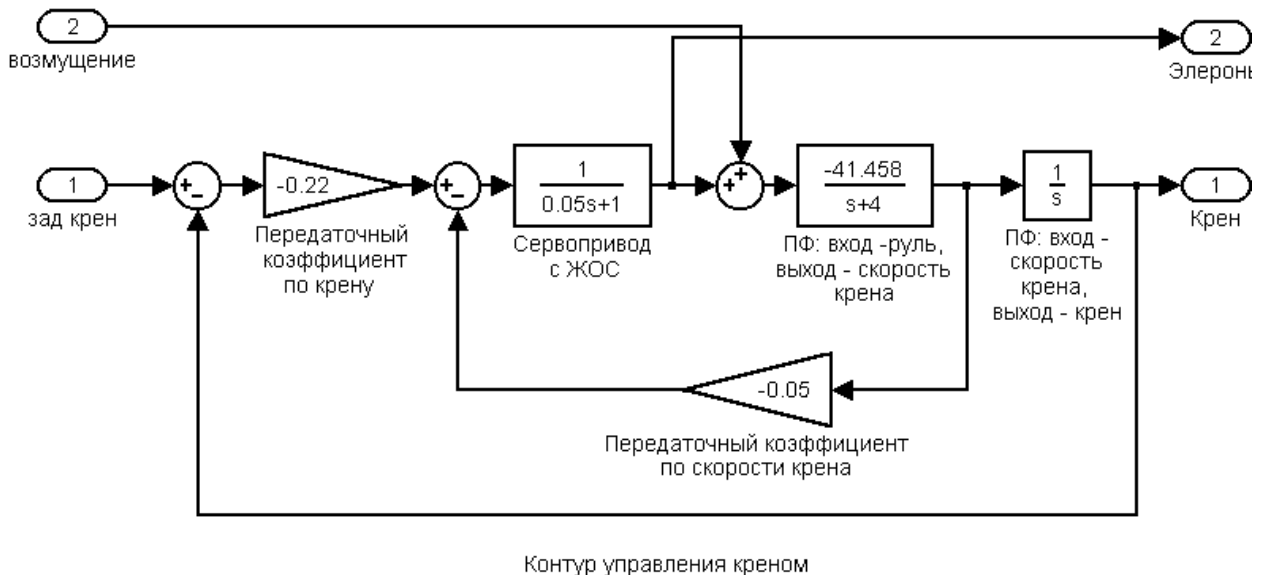 2
возмущение
2
Элероны
1
зад крен
+
-
-0.22
Передаточный
коэффициент
по крену
+
-
1
0.05s+1
Сервопривод
с ЖОС
+
+
-41.458
s+4
ПФ: вход -руль,
выход - скорость
крена
1
s
ПФ: вход -
скорость
крена,
выход - крен
1
Крен
-0.05
Передаточный коэффициент
по скорости крена
Контур управления креном